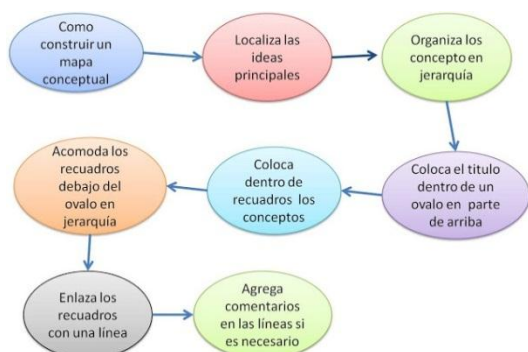 Como
construir un
mapa
conceptual
Localiza las
ideas
principales
Organiza los
concepto en
jerarquía
Coloca el titulo
dentro de un
ovalo en parte
de arriba
Coloca
dentro de
recuadros los
conceptos
Acomoda los
recuadros
debajo del
ovalo en
jerarquía
Enlaza los
recuadros
con una línea
Agrega
comentarios
en las líneas si
es necesario